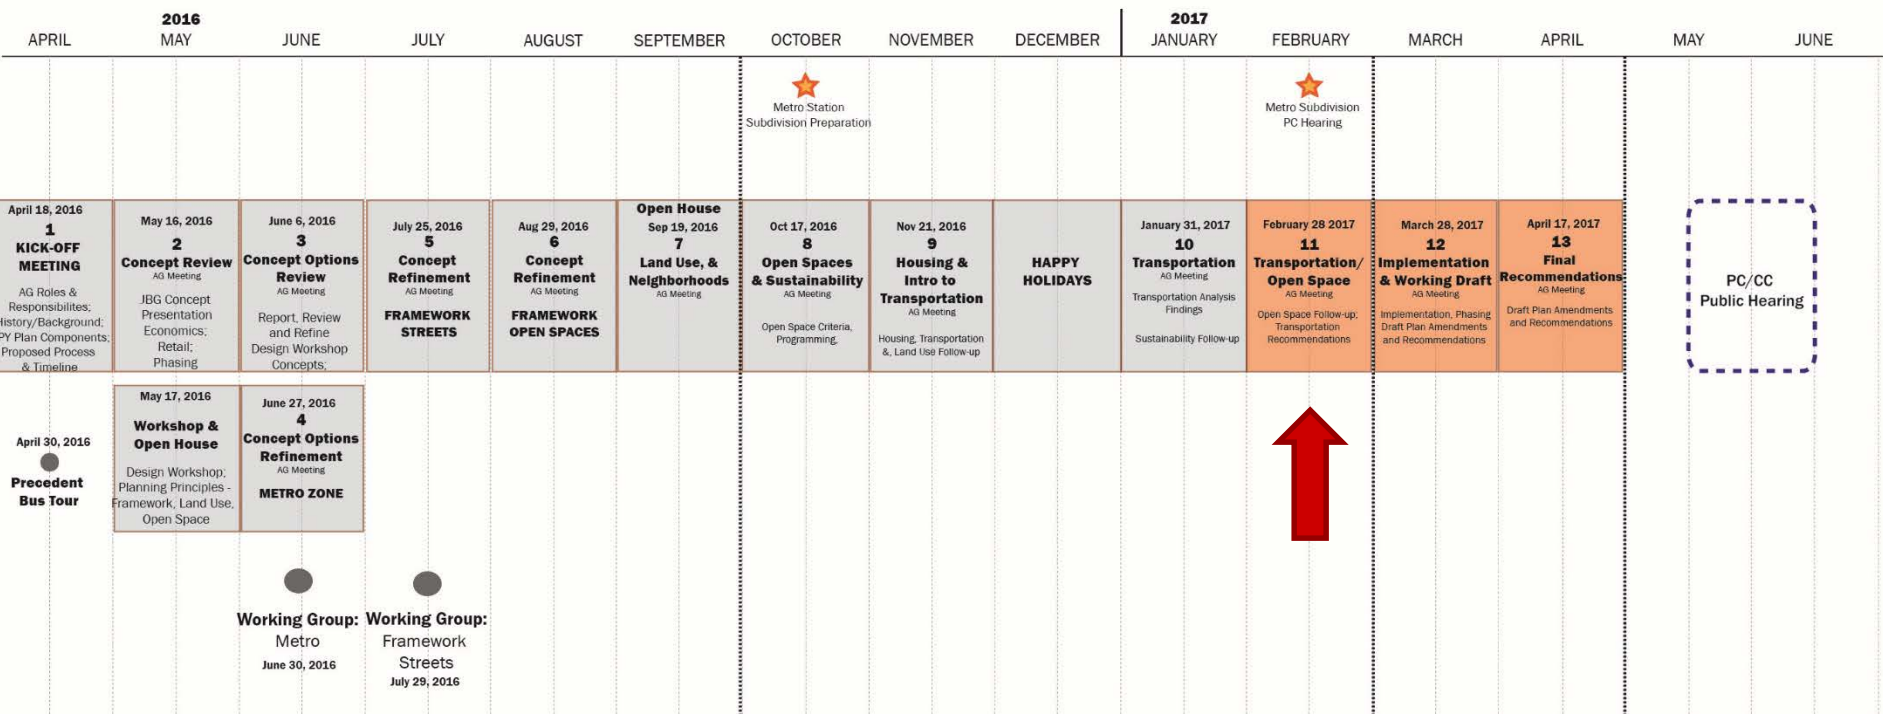 2016
2017
APRIL MAY JUNE JULY AUGUST SEPTEMBER OCTOBER NOVEMBER DECEMBER JANUARY FEBRUARY MARCH APRIL MAY JUNE
Metro Station
Subdivision Preparation
Metro Subdivision
PC Hearing
April 18, 2016
1
KICK-OFF
MEETING
AG Roles &
Responsibilites;
History/Background;
Plan Components;
Proposed Process
& Timeline
May 16, 2016
2
Concept Review
AG Meeting
JBG Concept
Presentation
Economics;
Retail;
Phasing
June 6, 2016
3
Concept Options
Review
AG Meeting
Report, Review
and Refine
Design Workshop
Concepts;
July 25, 2016
5
Concept
Refinement
AG Meeting
FRAMEWORK
STREETS
Aug 29, 2016
6
Concept
Refinement
AG Meeting
FRAMEWORK
OPEN SPACES
Open House
Sep 19, 2016
7
Land Use, &
Neighborhoods
AG Meeting
Oct 17, 2016
8
Open Spaces
& Sustainability
AG Meeting
Open Space Criteria,
Programming,
Nov 21, 2016
9
Housing &
Intro to
Transportation
AG Meeting
Housing, Transportation
&, Land Use Follow-up
HAPPY
HOLIDAYS
January 31, 2017
10
Transportation
AG Meeting
Transportation Analysis
Findings
Sustainability Follow-up
February 28 2017
11
Transportation/
Open Space
AG Meeting
Open Space Follow-up;
Transportation
Recommendations
March 28, 2017
12
Implementation
& Working Draft
AG Meeting
Implementation, Phasing
Draft Plan Amendments
and Recommendations
April 17, 2017
13
Final
Recommendations
AG Meeting
Draft Plan Amendments
and Recommendations
PC/CC
Public Hearing
April 30, 2016
Precedent
Bus Tour
May 17, 2016
Workshop &
Open House
Design Workshop;
Planning Principles -
Framework, Land Use,
Open Space
June 27, 2016
4
Concept Options
Refinement
AG Meeting
METRO ZONE
Working Group:
Metro
June 30, 2016
Working Group:
Framework
Streets
July 29, 2016